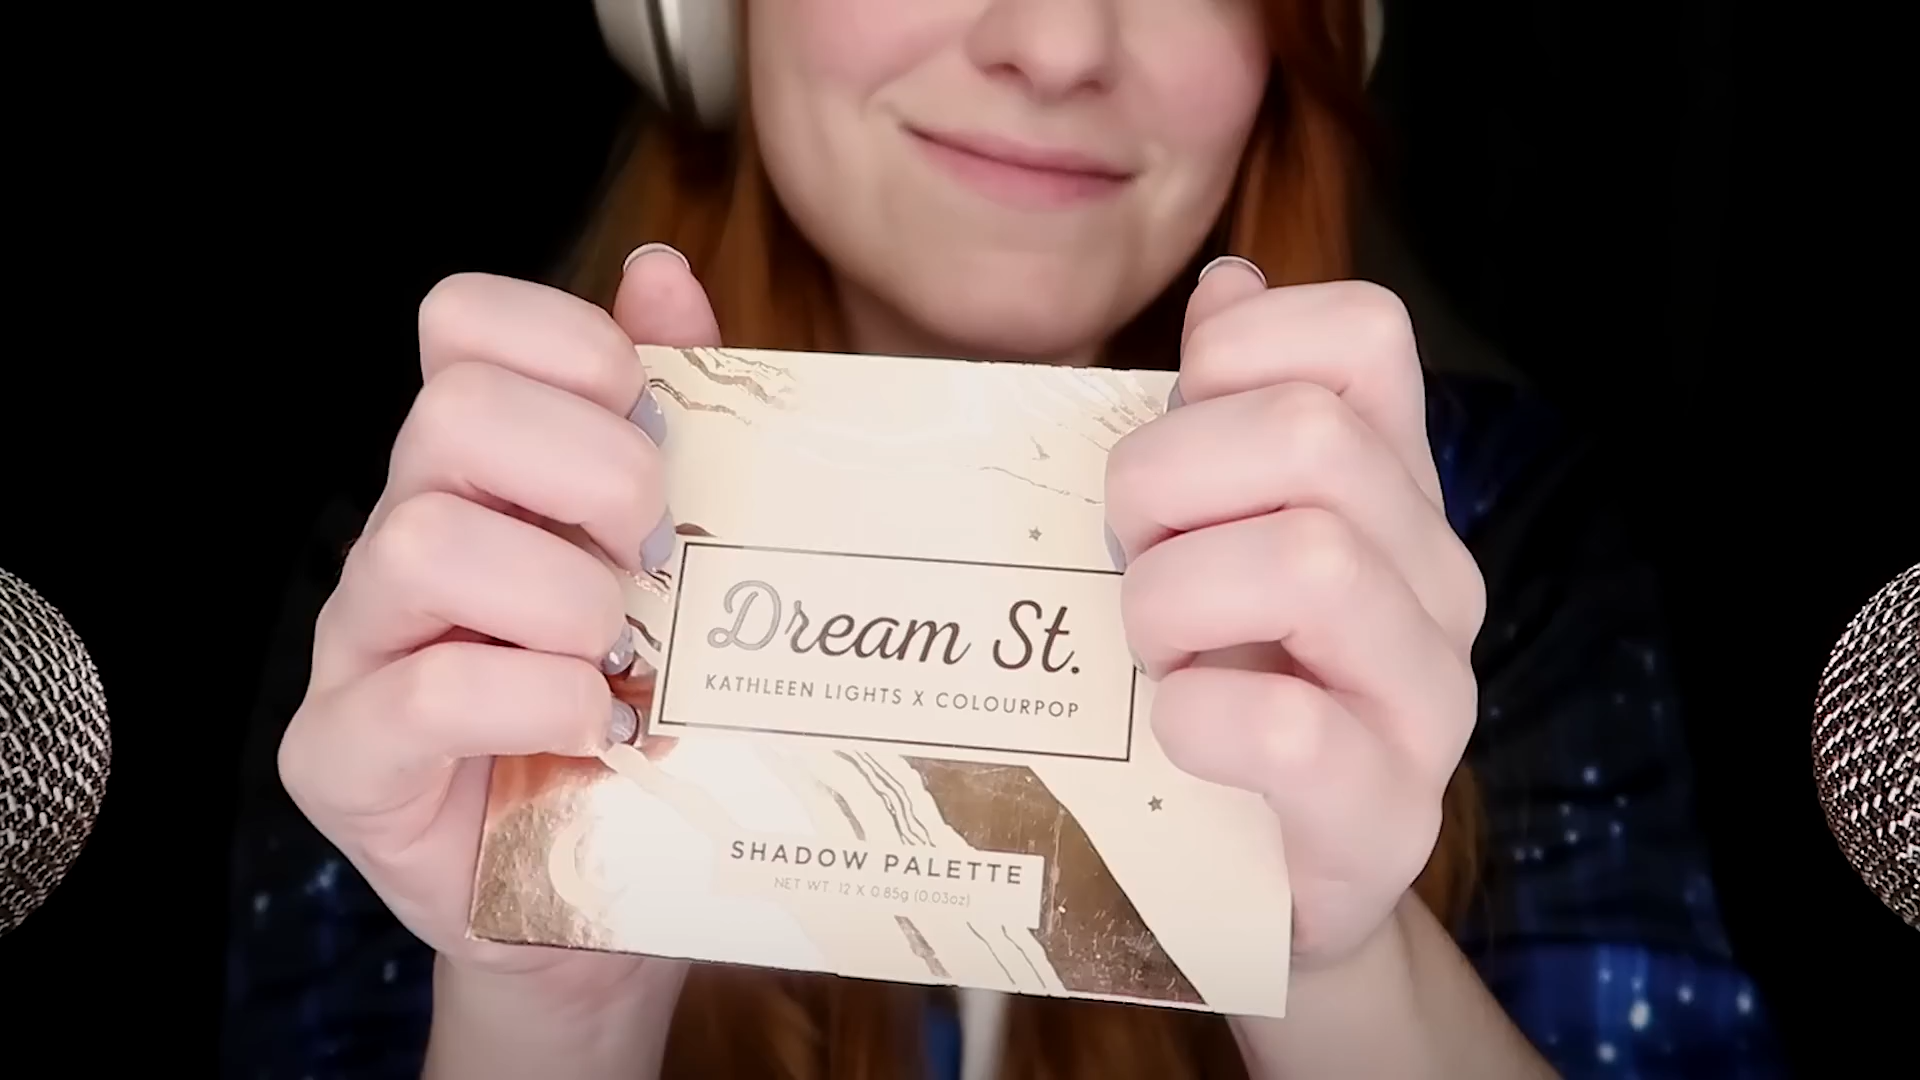 Dream St.
KATHLEEN LIGHTS X COLOURPOP
SHADOW PALETTE
NET WT. 12 X 0.85g (0.03oz)